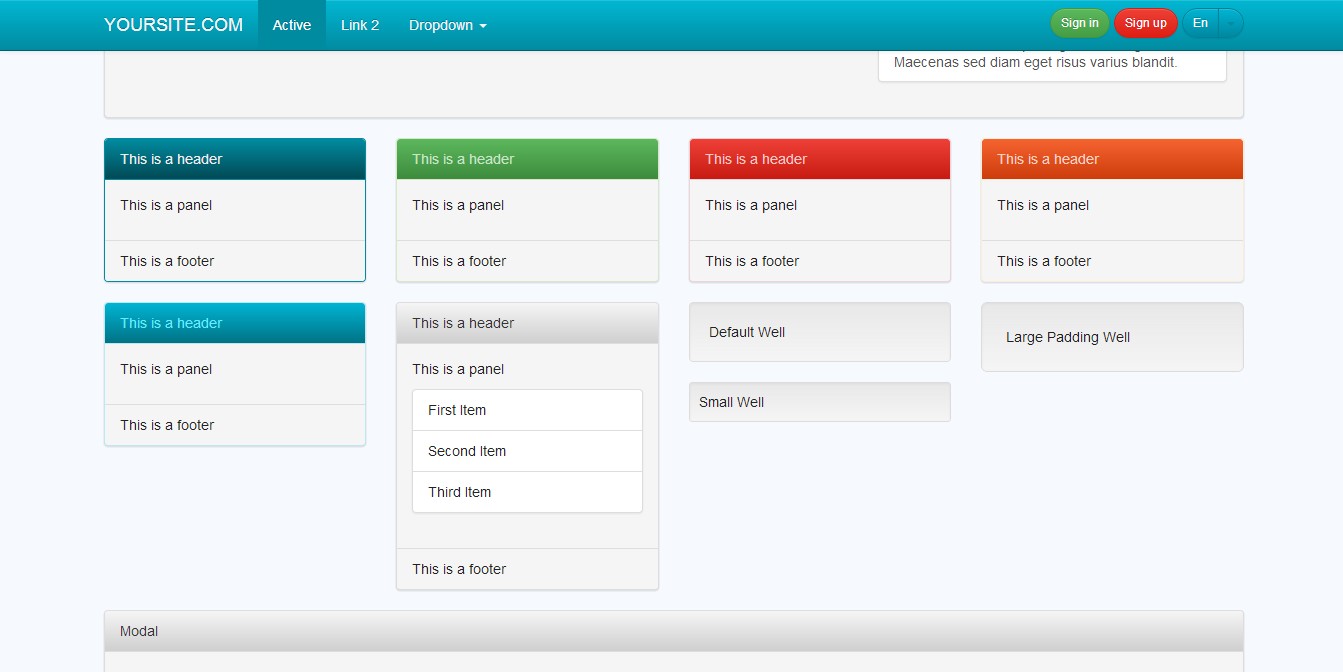 YOURSITE.COM Active Link 2 Dropdown Sign in Sign up En
Maecenas sed diam eget risus varius blandit.
This is a header This is a header This is a header This is a header
This is a panel This is a panel This is a panel This is a panel
This is a footer This is a footer This is a footer This is a footer
This is a header This is a header Default Well Large Padding Well
This is a panel This is a panel
Small Well
First Item
This is a footer
Second Item
Third Item
This is a footer
Modal